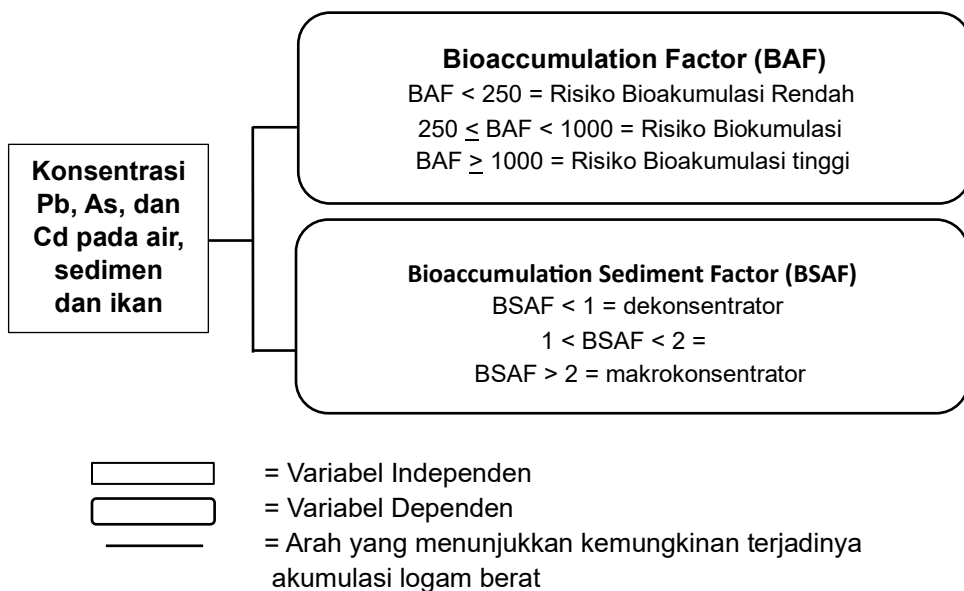 Konsentrasi
Pb, As, dan
Cd pada air,
sedimen
dan ikan
Bioaccumulation Factor (BAF)
BAF < 250 = Risiko Bioakumulasi Rendah
250 < BAF < 1000 = Risiko Biokumulasi
BAF > 1000 = Risiko Bioakumulasi tinggi
Bioaccumulation Sediment Factor (BSAF)
BSAF < 1 = dekonsentrator
1 < BSAF < 2 =
BSAF > 2 = makrokonsentrator
= Variabel Independen
= Variabel Dependen
= Arah yang menunjukkan kemungkinan terjadinya
akumulasi logam berat